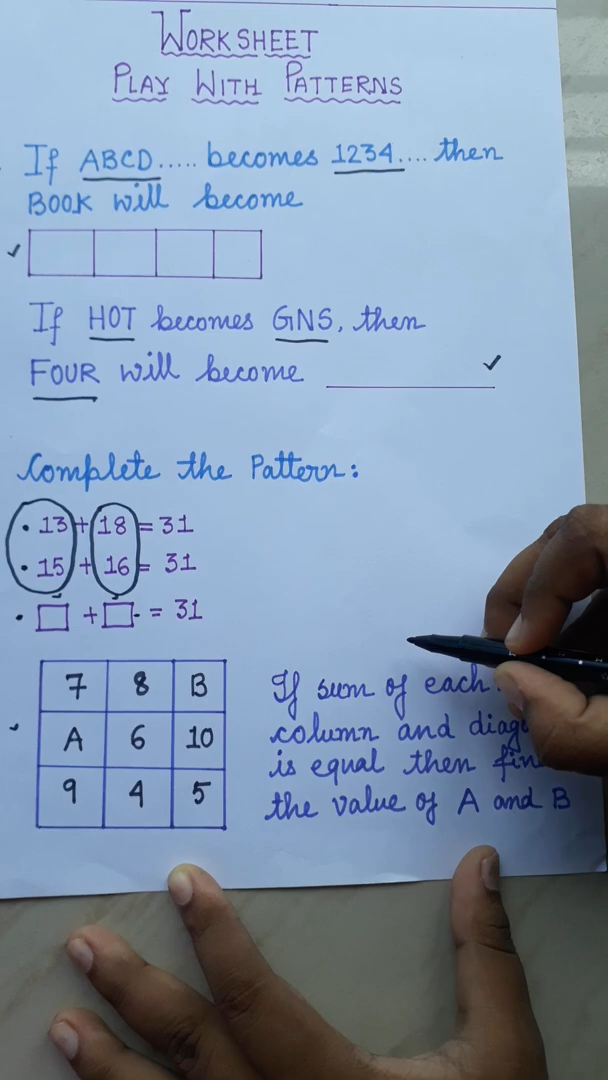 WORKSHEET
PLAY WITH PATTERNS
If ABCD..... becomes 1234.... then
BOOK will become
If HOT becomes GNS, then
FOUR will become
Complete the Pattern:
• 13 + 18 = 31
• 15 + 16 = 31
• □ + □ = 31
7 8 B
A 6 10
9 4 5
If sum of each
column and
is equal then
the value of A and B